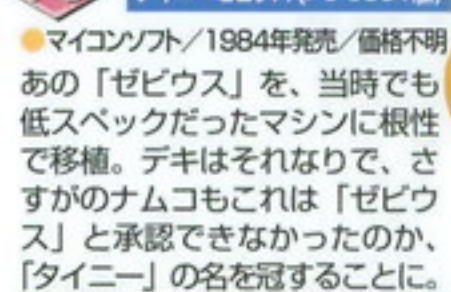 ●マイコンソフト／1984年発売／価格不明
あの「ゼビウス」を、当時でも
低スペックだったマシンに根性
で移植。デキはそれなりで、さ
すがのナムコもこれは「ゼビウ
ス」と承認できなかったのか、
「タイニー」の名を冠することに。